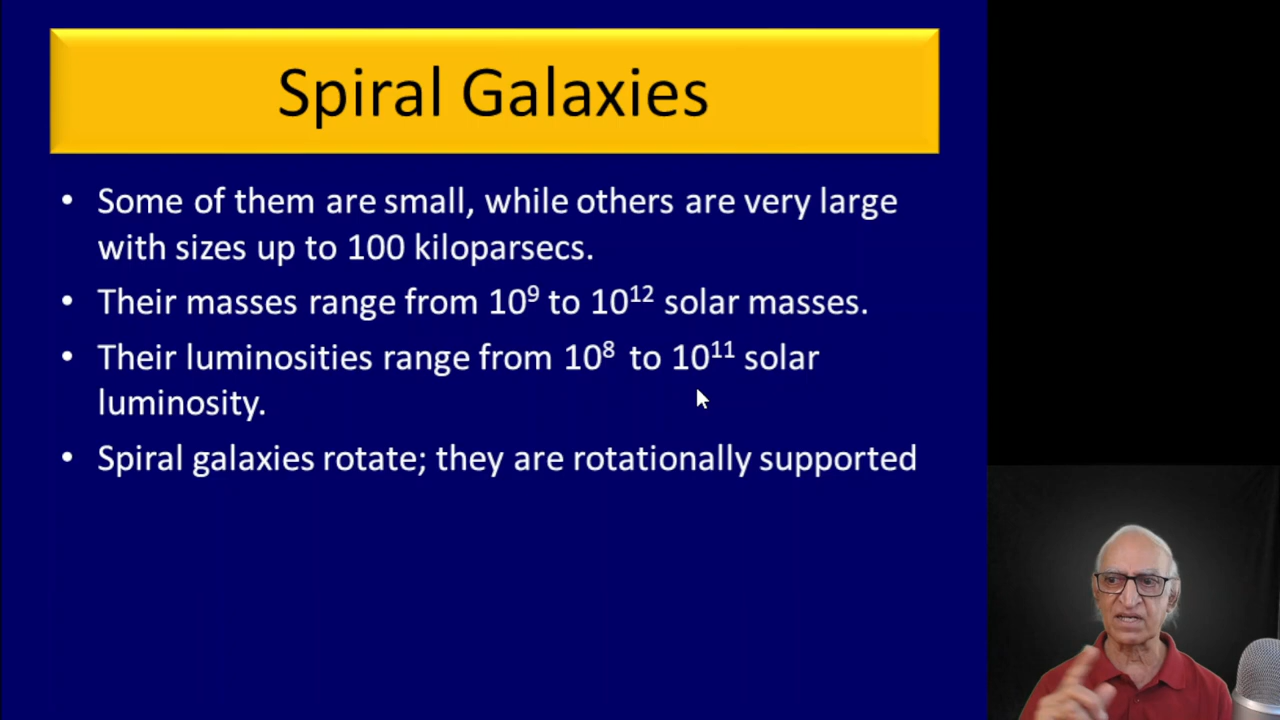 Spiral Galaxies
• Some of them are small, while others are very large
with sizes up to 100 kiloparsecs.
• Their masses range from 10⁹ to 10¹² solar masses.
• Their luminosities range from 10⁸ to 10¹¹ solar
luminosity.
• Spiral galaxies rotate; they are rotationally supported